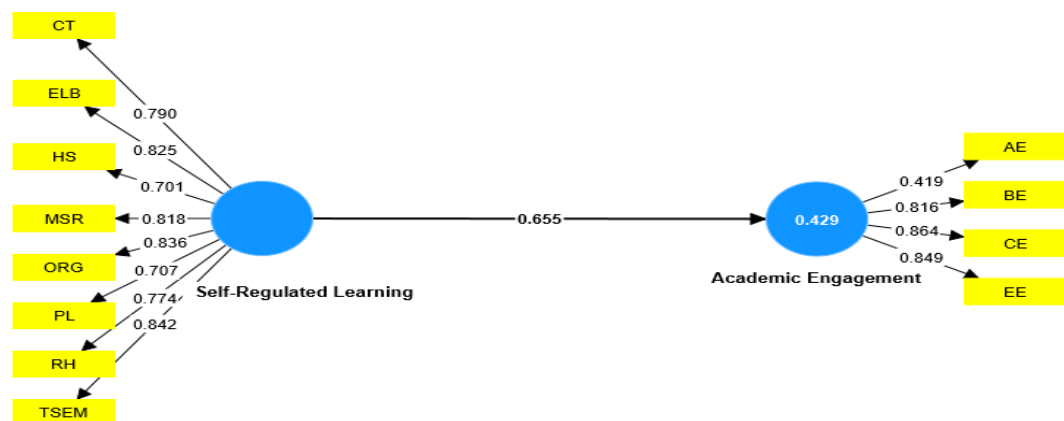 CT
ELB
HS
MSR
ORG
PL
RH
TSEM
0.790
0.825
0.701
0.818
0.836
0.707
0.774
0.842
Self-Regulated Learning
0.655
0.429
Academic Engagement
0.419
0.816
0.864
0.849
AE
BE
CE
EE